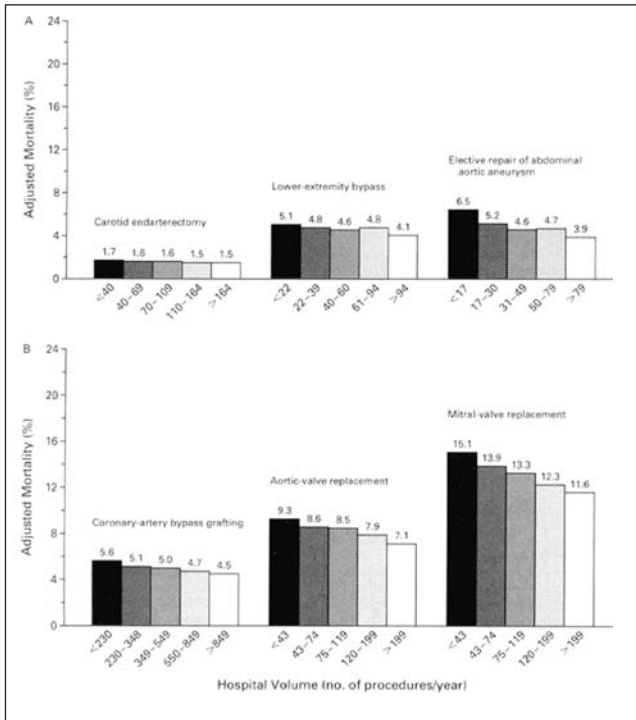 A
Adjusted Mortality (%)
24
20
16
12
8
4
0
Carotid endarterectomy
1.7 1.6 1.6 1.5 1.5
<40 40–69 70–109 110–164 >164
Lower-extremity bypass
5.1 4.8 4.6 4.8 4.1
<22 22–39 40–60 61–94 >94
Elective repair of abdominal
aortic aneurysm
6.5 5.2 4.6 4.7 3.9
<17 17–30 31–49 50–79 >79
B
Adjusted Mortality (%)
24
20
16
12
8
4
0
Coronary-artery bypass grafting
5.6 5.1 5.0 4.7 4.5
<230 230–348 349–549 550–849 >849
Aortic-valve replacement
9.3 8.6 8.5 7.9 7.1
<43 43–74 75–119 120–199 >199
Mitral-valve replacement
15.1 13.9 13.3 12.3 11.6
<43 43–74 75–119 120–199 >199
Hospital Volume (no. of procedures/year)